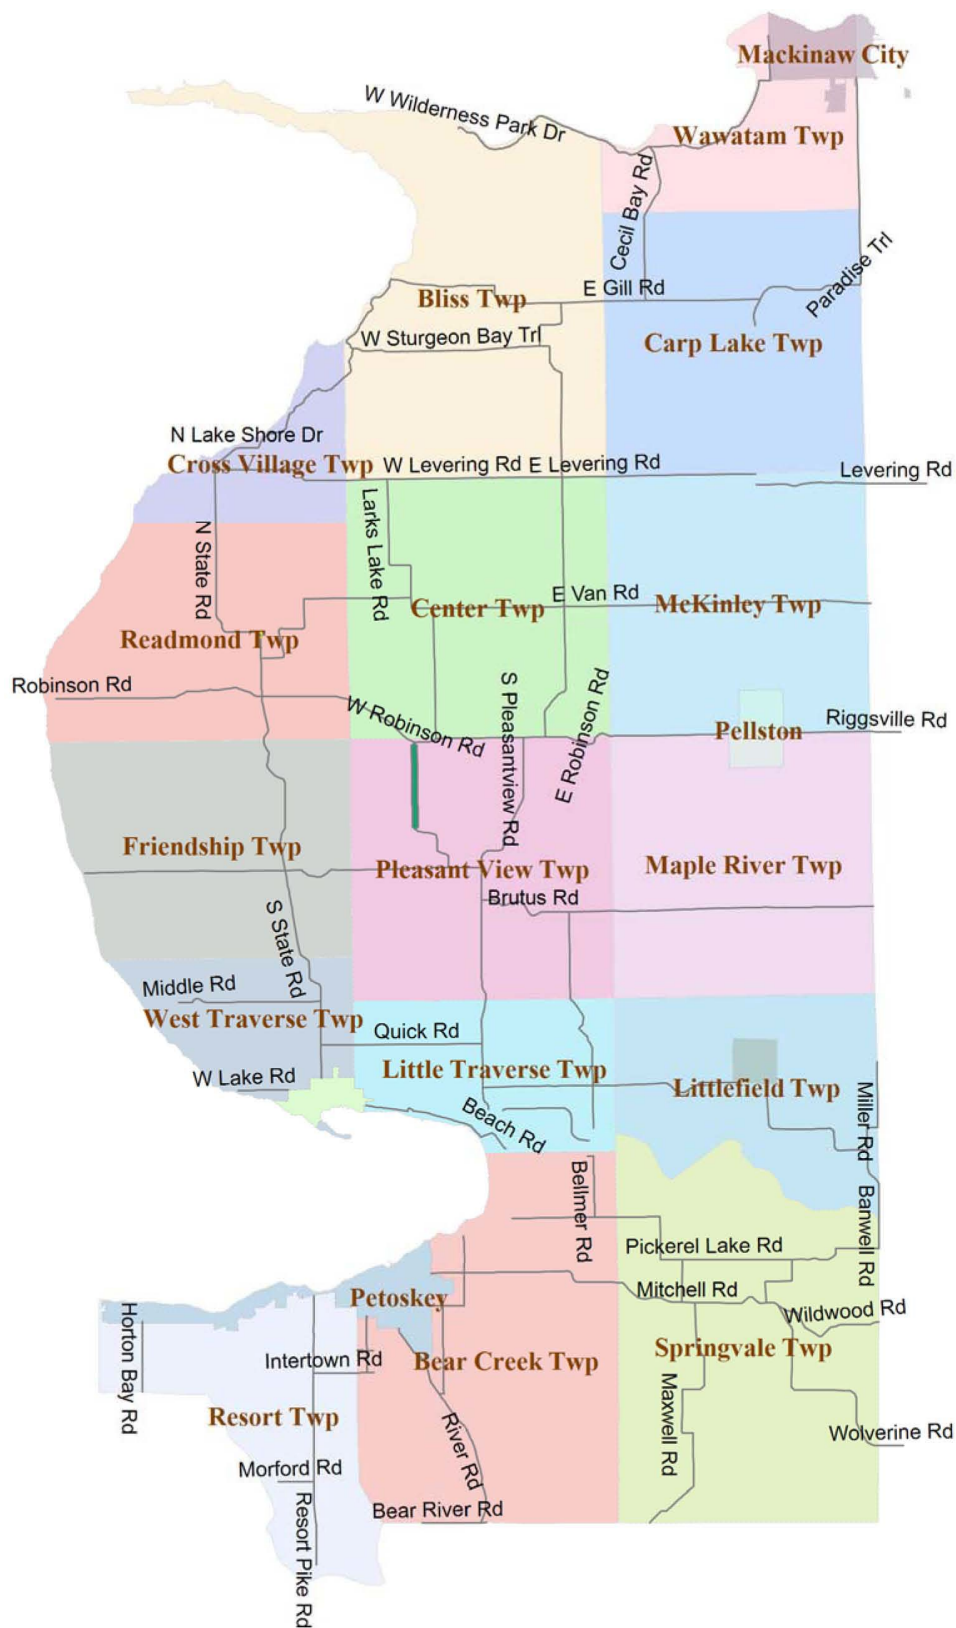 Mackinaw City
W Wilderness Park Dr
Wawatam Twp
Cecil Bay Rd
Paradise Trl
E Gill Rd
Bliss Twp
W Sturgeon Bay Trl
Carp Lake Twp
N Lake Shore Dr
Cross Village Twp
W Levering Rd
E Levering Rd
Levering Rd
Larks Lake Rd
N State Rd
E Van Rd
Center Twp
McKinley Twp
Readmond Twp
Robinson Rd
W Robinson Rd
S Pleasantview Rd
E Robinson Rd
Riggsville Rd
Pellston
Friendship Twp
Pleasant View Twp
Maple River Twp
Brutus Rd
S State Rd
Middle Rd
West Traverse Twp
Quick Rd
Little Traverse Twp
W Lake Rd
Littlefield Twp
Miller Rd
Beach Rd
Bellmer Rd
Banwell Rd
Pickerel Lake Rd
Mitchell Rd
Petoskey
Wildwood Rd
Horton Bay Rd
Intertown Rd
Bear Creek Twp
Springvale Twp
Maxwell Rd
Resort Twp
River Rd
Wolverine Rd
Morford Rd
Resort Pike Rd
Bear River Rd